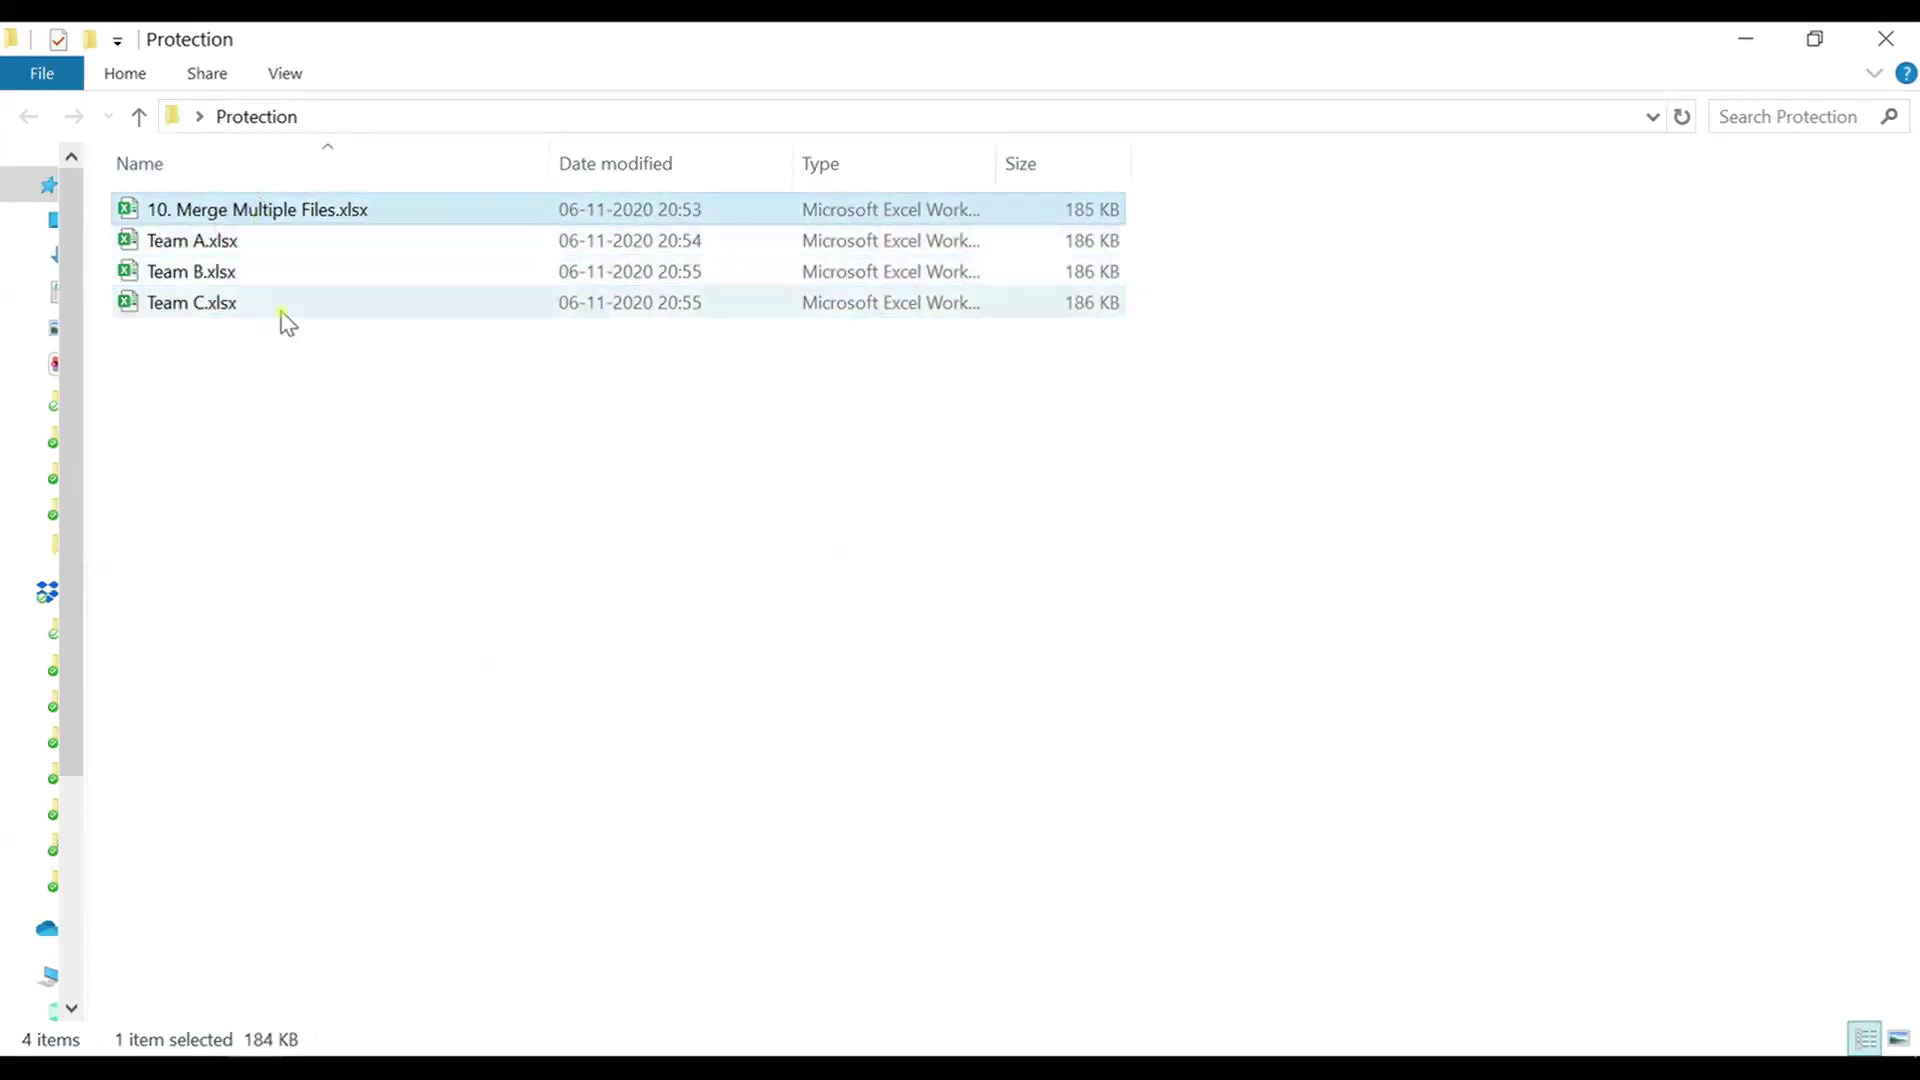 Protection
File Home Share View
Protection Search Protection
Name Date modified Type Size
10. Merge Multiple Files.xlsx 06-11-2020 20:53 Microsoft Excel Work... 185 KB
Team A.xlsx 06-11-2020 20:54 Microsoft Excel Work... 186 KB
Team B.xlsx 06-11-2020 20:55 Microsoft Excel Work... 186 KB
Team C.xlsx 06-11-2020 20:55 Microsoft Excel Work... 186 KB
4 items 1 item selected 184 KB